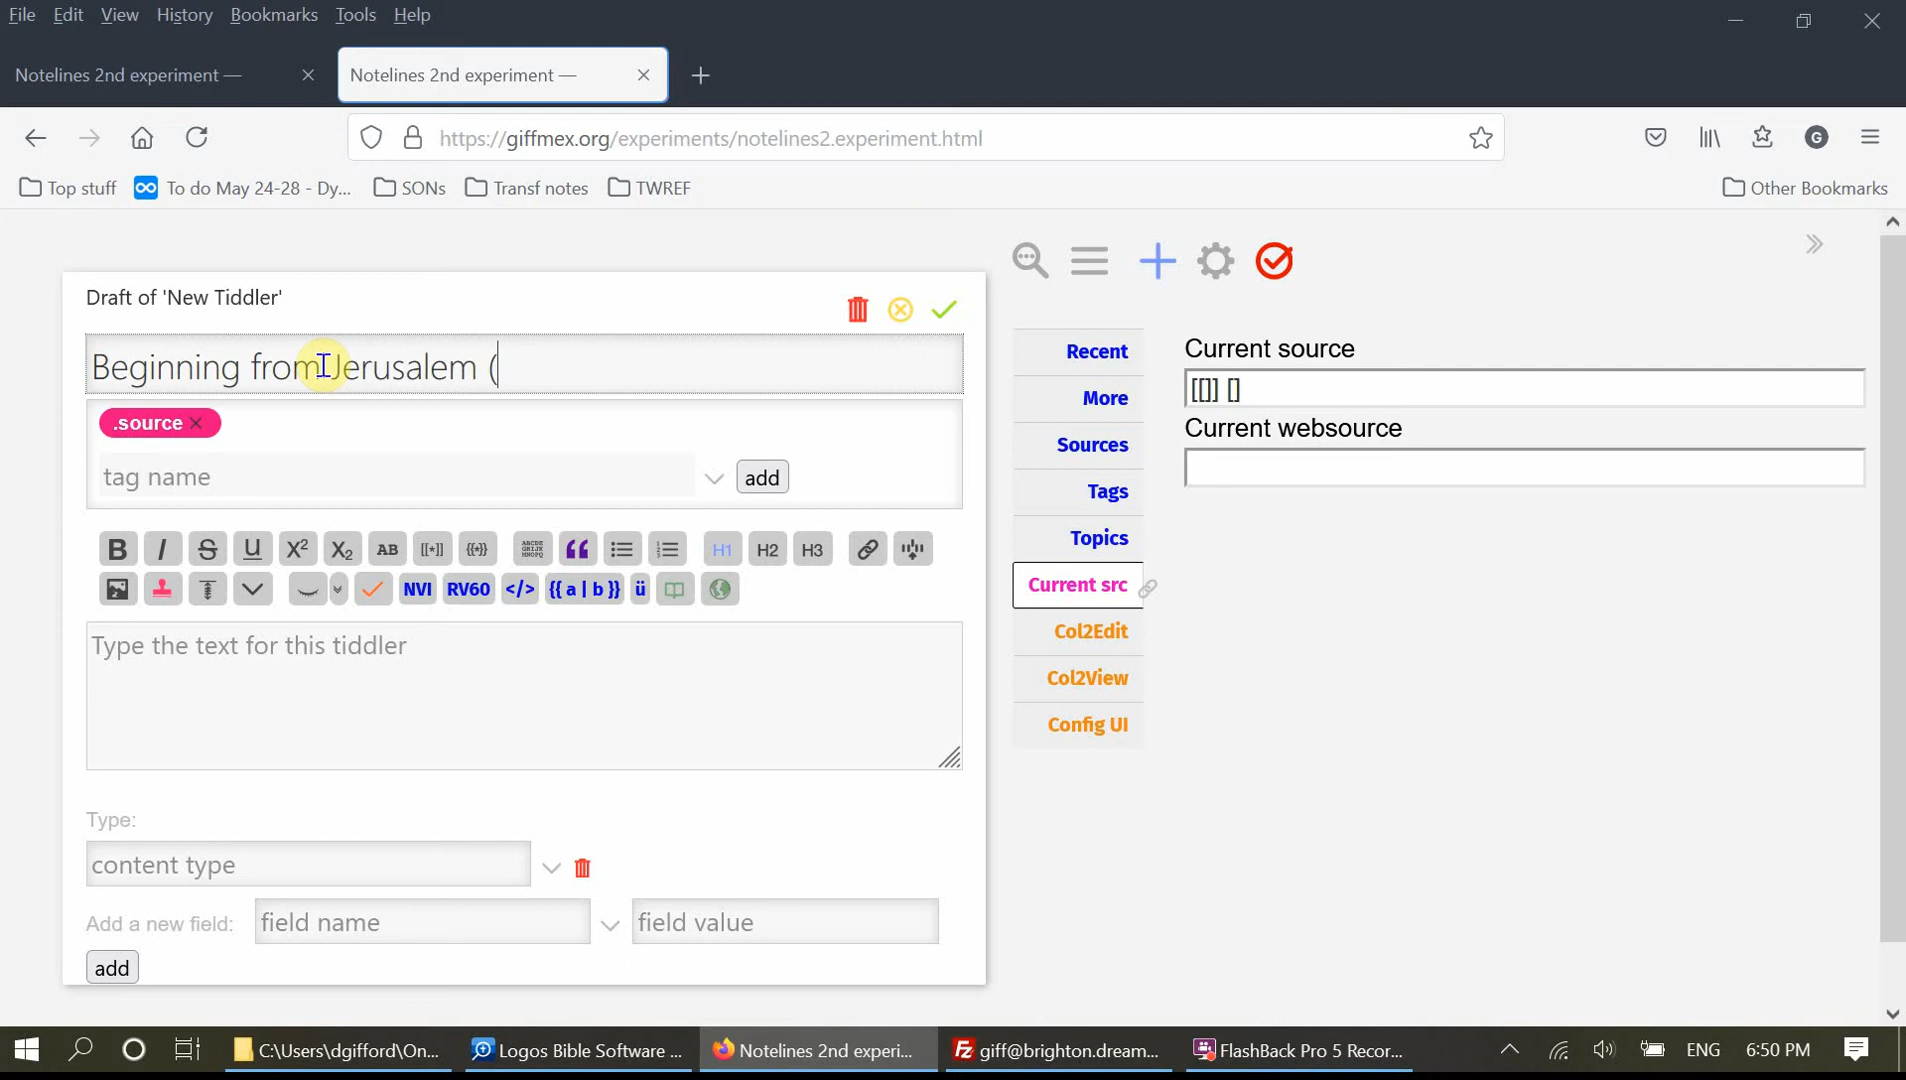 File Edit View History Bookmarks Tools Help
Notelines 2nd experiment —
Notelines 2nd experiment —
https://giffmex.org/experiments/notelines2.experiment.html
G
Top stuff To do May 24-28 - Dy... SONs Transf notes TWREF Other Bookmarks
Draft of 'New Tiddler'
Beginning from Jerusalem (
.source
tag name add
B I S U X² X₂ AB [[*]] {{*}} H1 H2 H3
NVI RV60 </> {{ a | b }} ü
Type the text for this tiddler
Type:
content type
Add a new field: field name field value
add
Recent
More
Sources
Tags
Topics
Current src
Col2Edit
Col2View
Config UI
Current source
[[]] []
Current websource
C:\Users\dgifford\On... Logos Bible Software ... Notelines 2nd experi... giff@brighton.dream... FlashBack Pro 5 Recor... ENG 6:50 PM